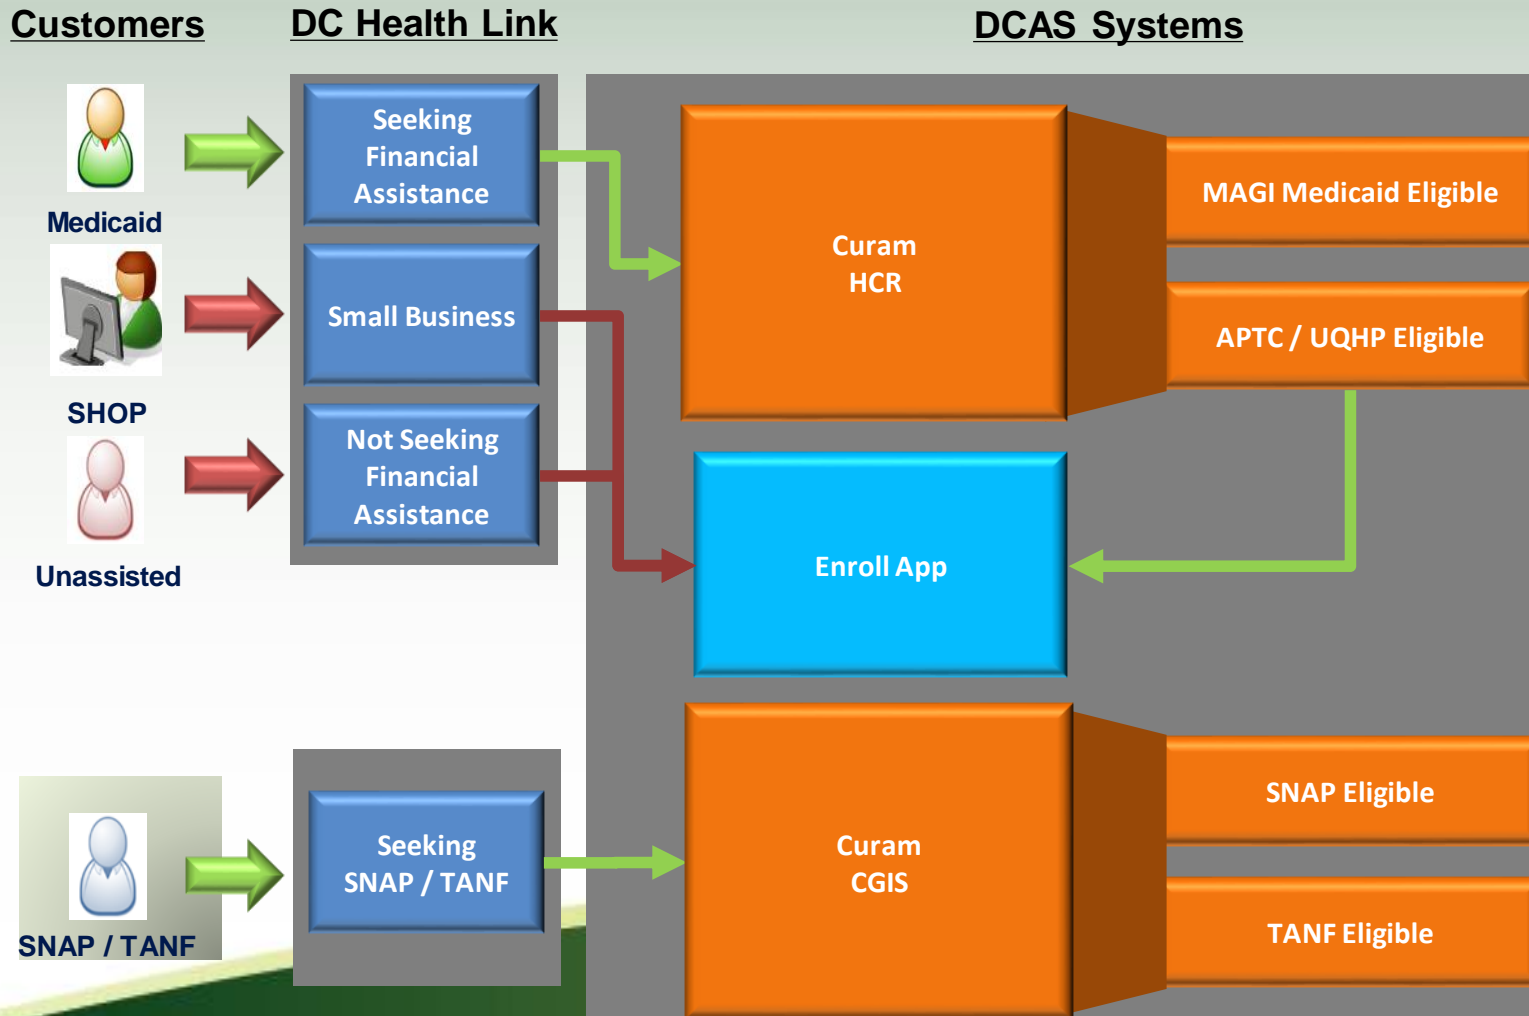 Customers
DC Health Link
DCAS Systems
Medicaid
SHOP
Unassisted
SNAP / TANF
Seeking
Financial
Assistance
Small Business
Not Seeking
Financial
Assistance
Seeking
SNAP / TANF
Curam
HCR
MAGI Medicaid Eligible
APTC / UQHP Eligible
Enroll App
Curam
CGIS
SNAP Eligible
TANF Eligible